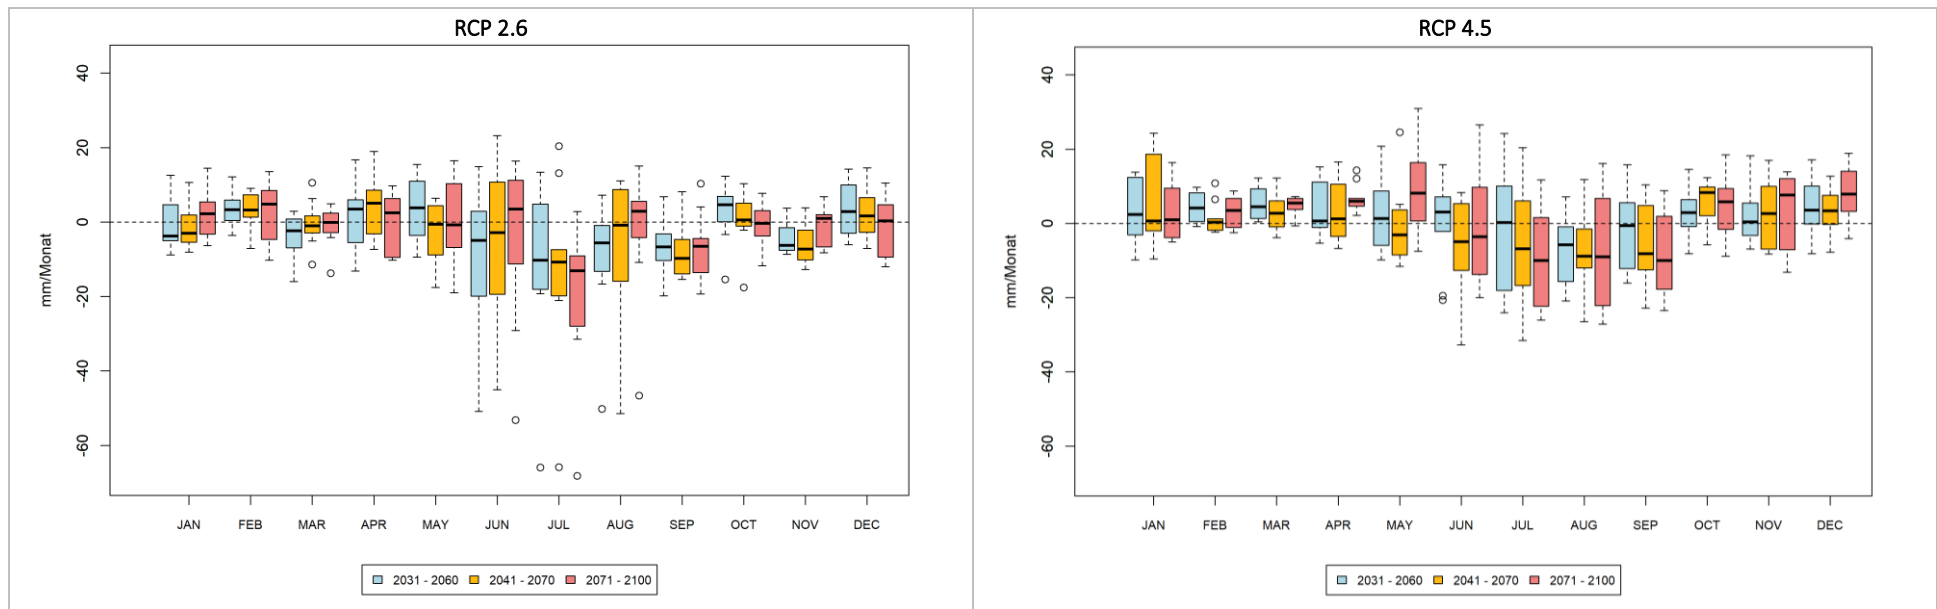 RCP 2.6
40
20
0
-20
-40
-60
mm/Monat
JAN FEB MAR APR MAY JUN JUL AUG SEP OCT NOV DEC
2031 - 2060 2041 - 2070 2071 - 2100
RCP 4.5
40
20
0
-20
-40
-60
mm/Monat
JAN FEB MAR APR MAY JUN JUL AUG SEP OCT NOV DEC
2031 - 2060 2041 - 2070 2071 - 2100